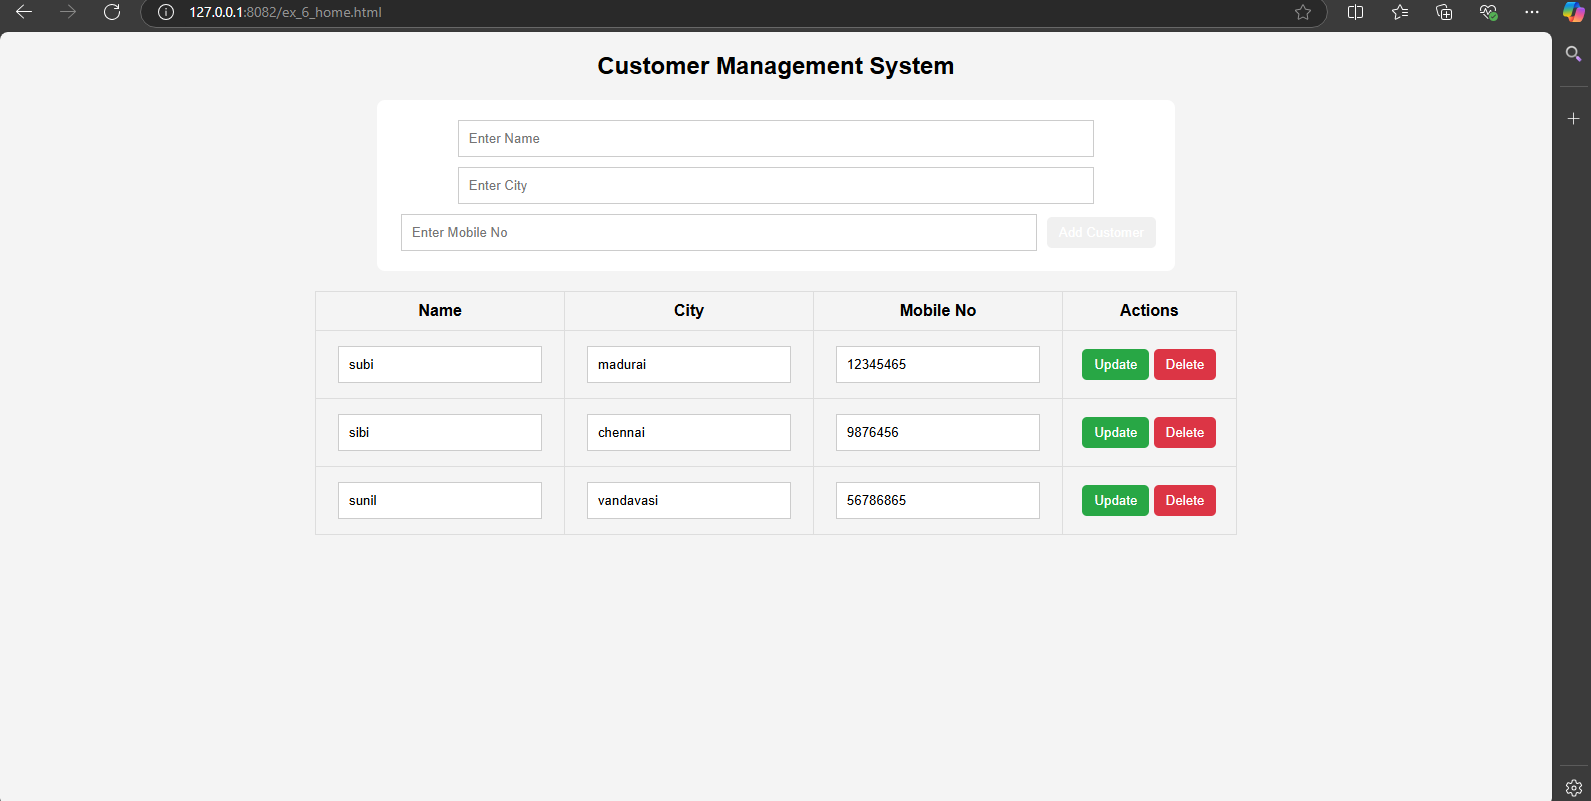 127.0.0.1:8082/ex_6_home.html
Customer Management System
Enter Name
Enter City
Enter Mobile No Add Customer
Name City Mobile No Actions
subi madurai 12345465 Update Delete
sibi chennai 9876456 Update Delete
sunil vandavasi 56786865 Update Delete